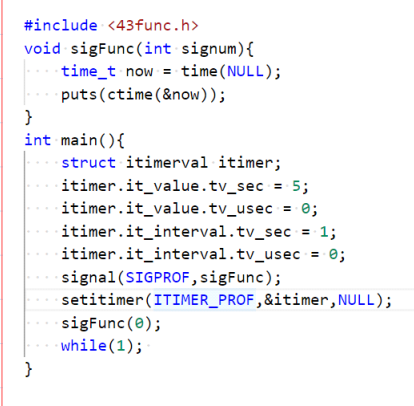 #include <43func.h>
void sigFunc(int signum){
    time_t now = time(NULL);
    puts(ctime(&now));
}
int main(){
    struct itimerval itimer;
    itimer.it_value.tv_sec = 5;
    itimer.it_value.tv_usec = 0;
    itimer.it_interval.tv_sec = 1;
    itimer.it_interval.tv_usec = 0;
    signal(SIGPROF,sigFunc);
    setitimer(ITIMER_PROF,&itimer,NULL);
    sigFunc(0);
    while(1);
}